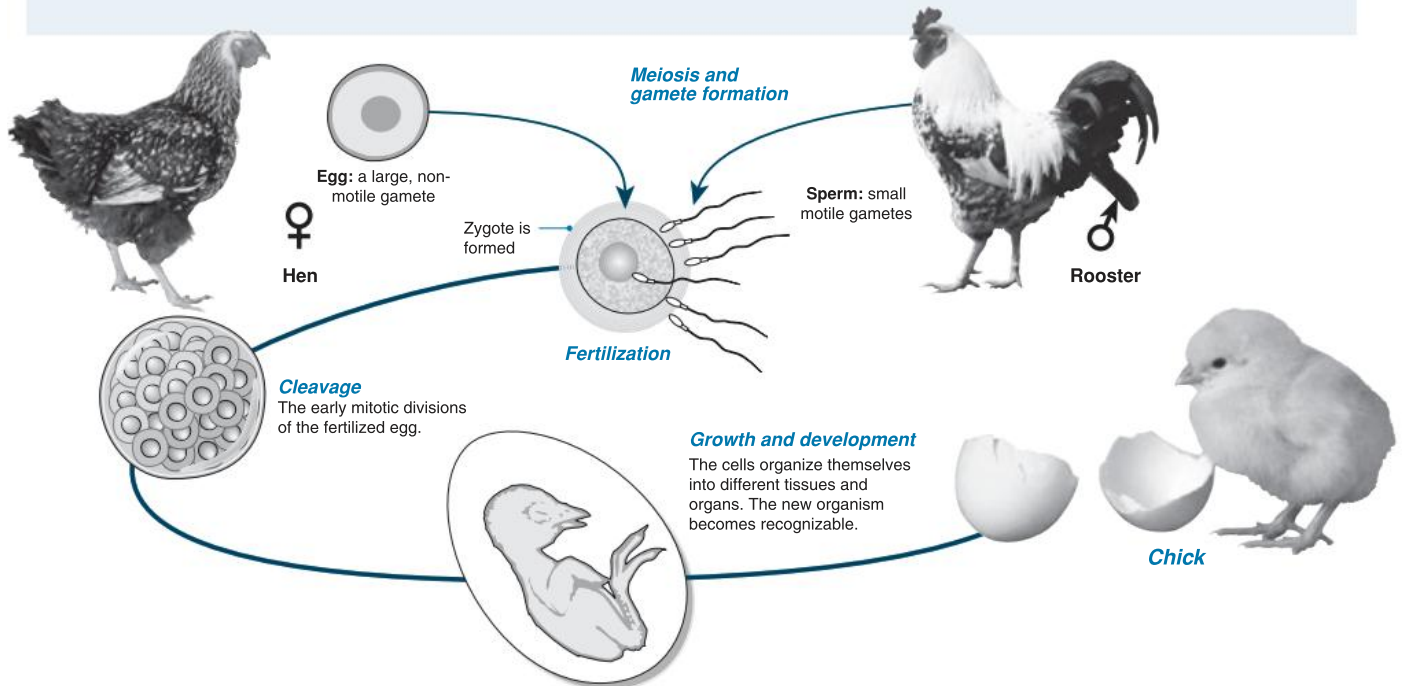 Meiosis and
gamete formation
Egg: a large, non-
motile gamete
Sperm: small
motile gametes
Zygote is
formed
Hen
Rooster
Fertilization
Cleavage
The early mitotic divisions
of the fertilized egg.
Growth and development
The cells organize themselves
into different tissues and
organs. The new organism
becomes recognizable.
Chick